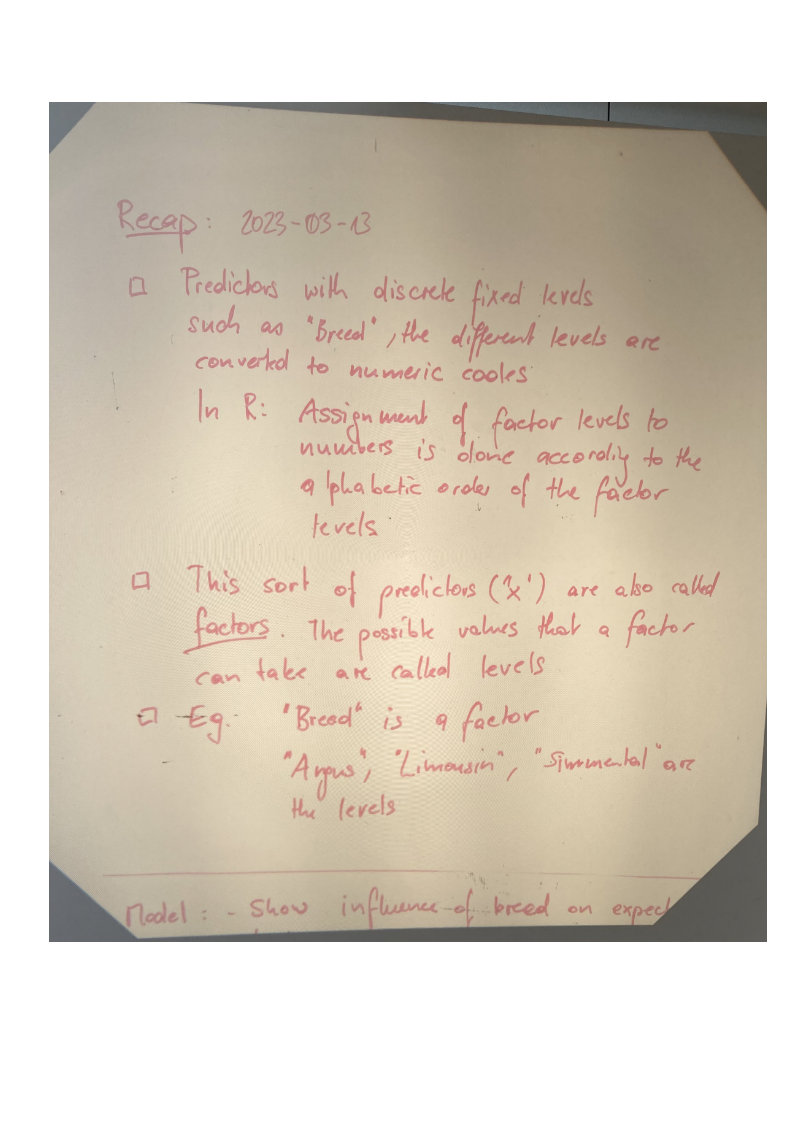 Recap: 2023-03-13
□ Predictors with discrete fixed levels
such as "Breed", the different levels are
converted to numeric codes
In R: Assignment of factor levels to
numbers is done according to the
alphabetic order of the factor
levels.
□ This sort of predictors ('x') are also called
factors. The possible values that a factor
can take are called levels
□ Eg. "Breed" is a factor
"Angus", "Limousin", "Simmental" are
the levels
Model: - Show influence of breed on expect